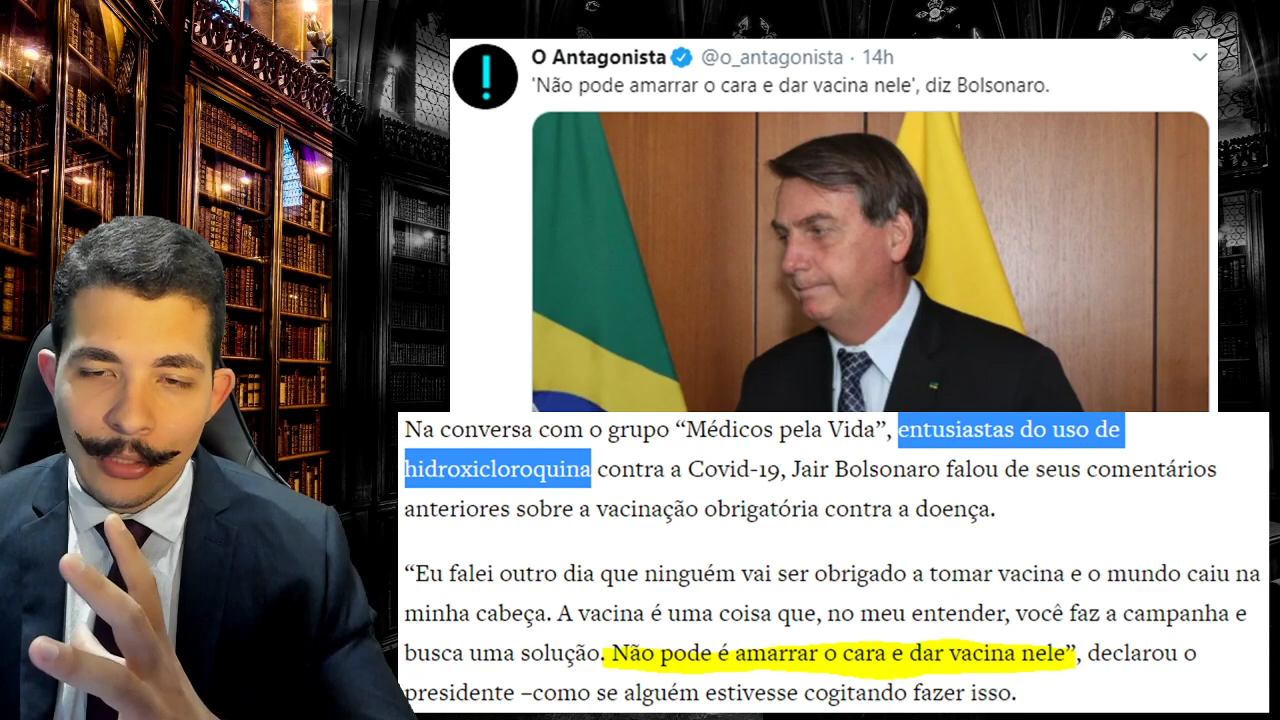 O Antagonista @o_antagonista · 14h
'Não pode amarrar o cara e dar vacina nele', diz Bolsonaro.
Na conversa com o grupo “Médicos pela Vida”, entusiastas do uso de
hidroxicloroquina contra a Covid-19, Jair Bolsonaro falou de seus comentários
anteriores sobre a vacinação obrigatória contra a doença.
“Eu falei outro dia que ninguém vai ser obrigado a tomar vacina e o mundo caiu na
minha cabeça. A vacina é uma coisa que, no meu entender, você faz a campanha e
busca uma solução. Não pode é amarrar o cara e dar vacina nele”, declarou o
presidente –como se alguém estivesse cogitando fazer isso.